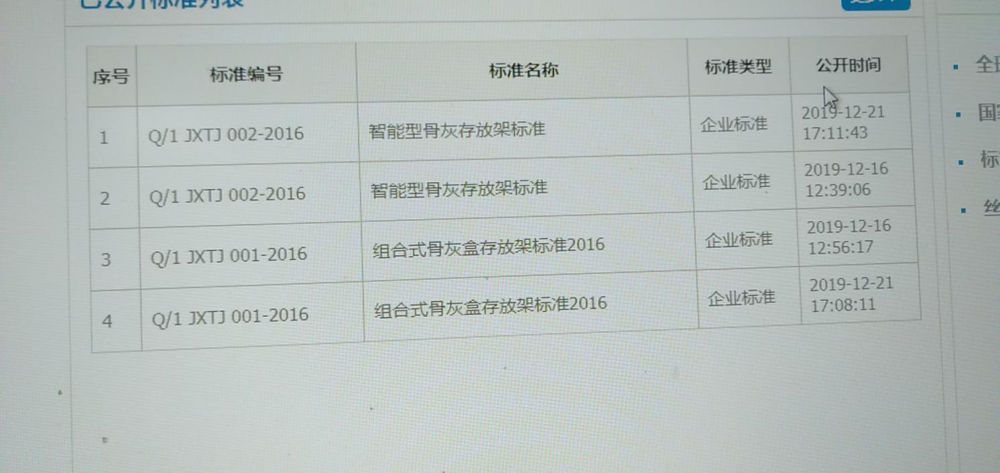 已公开标准列表
序号 标准编号 标准名称 标准类型 公开时间
1 Q/1 JXTJ 002-2016 智能型骨灰存放架标准 企业标准 2019-12-21
17:11:43
2 Q/1 JXTJ 002-2016 智能型骨灰存放架标准 企业标准 2019-12-16
12:39:06
3 Q/1 JXTJ 001-2016 组合式骨灰盒存放架标准2016 企业标准 2019-12-16
12:56:17
4 Q/1 JXTJ 001-2016 组合式骨灰盒存放架标准2016 企业标准 2019-12-21
17:08:11
全
国
标